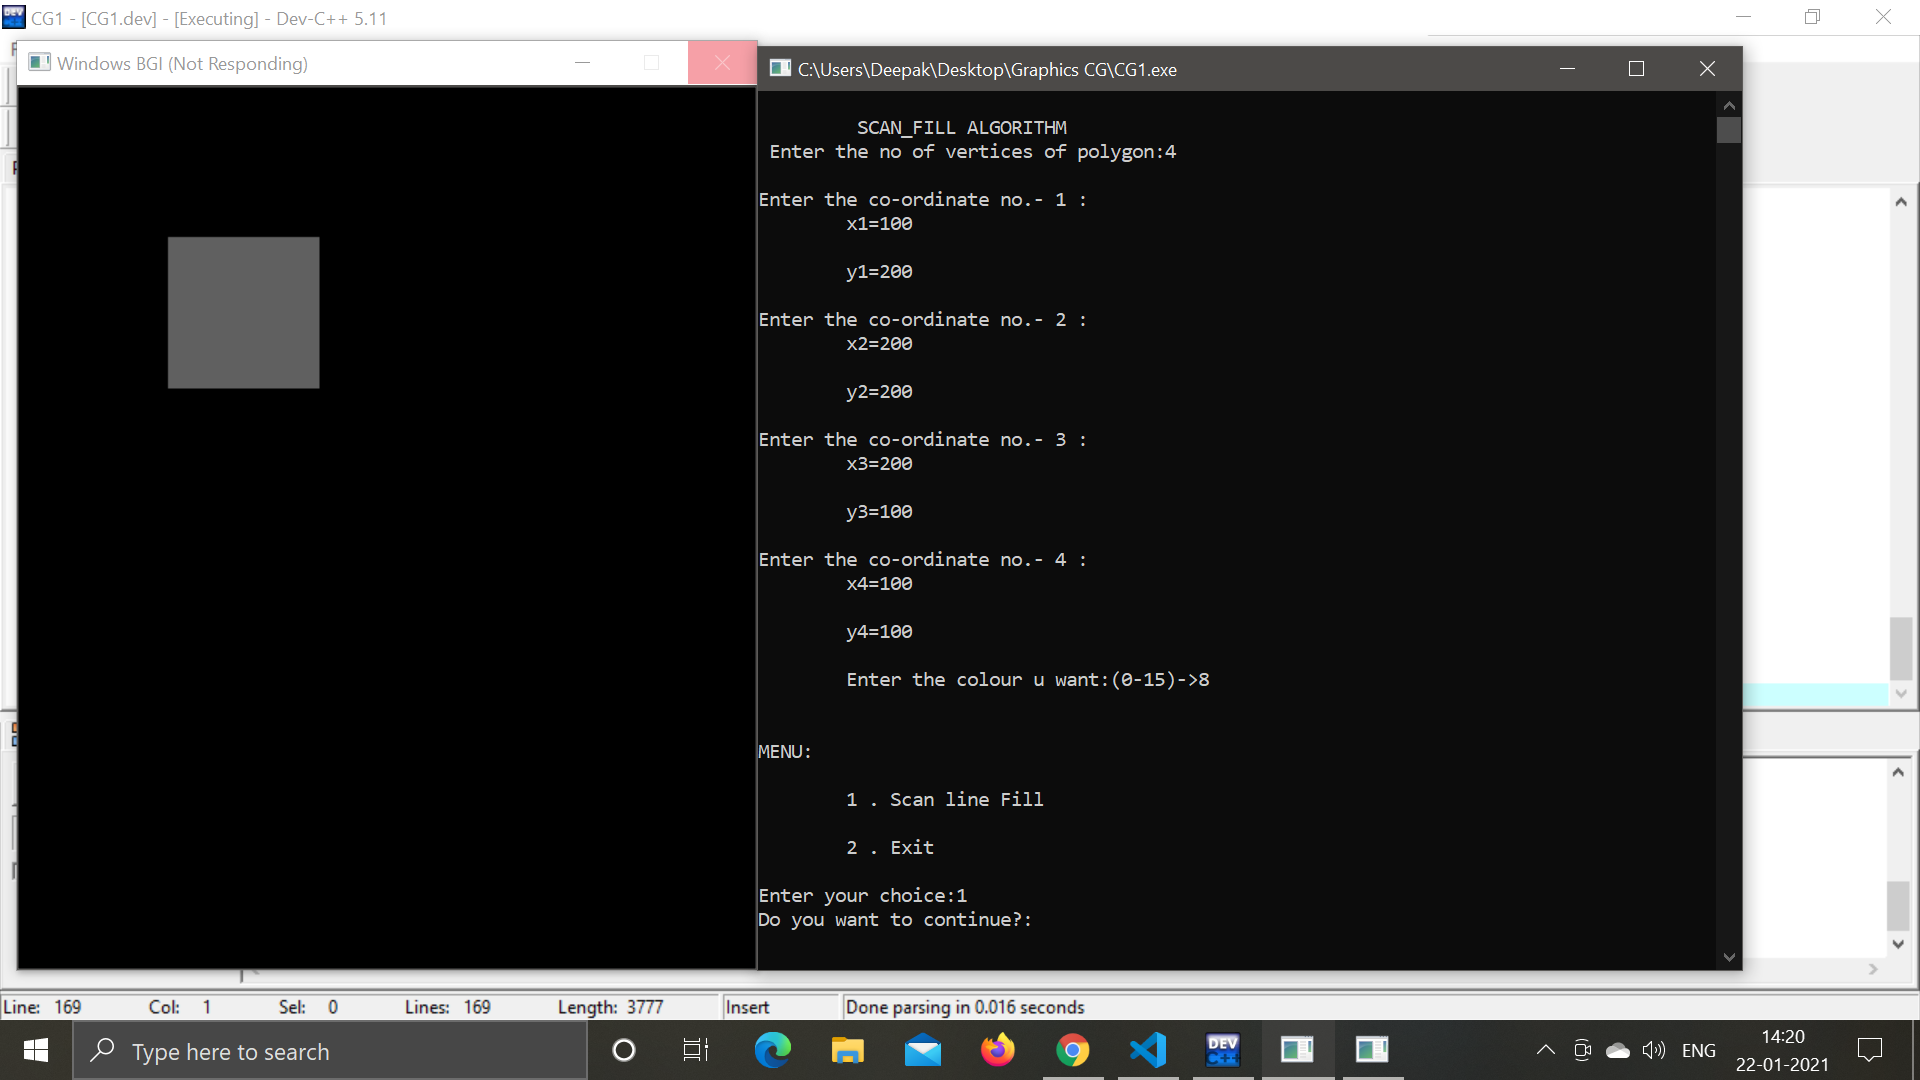 CG1 - [CG1.dev] - [Executing] - Dev-C++ 5.11
Windows BGI (Not Responding)
C:\Users\Deepak\Desktop\Graphics CG\CG1.exe
SCAN_FILL ALGORITHM
Enter the no of vertices of polygon:4
Enter the co-ordinate no.- 1 :
x1=100
y1=200
Enter the co-ordinate no.- 2 :
x2=200
y2=200
Enter the co-ordinate no.- 3 :
x3=200
y3=100
Enter the co-ordinate no.- 4 :
x4=100
y4=100
Enter the colour u want:(0-15)->8
MENU:
1 . Scan line Fill
2 . Exit
Enter your choice:1
Do you want to continue?:
Line: 169 Col: 1 Sel: 0 Lines: 169 Length: 3777 Insert Done parsing in 0.016 seconds
Type here to search
DEV C++
ENG
14:20
22-01-2021